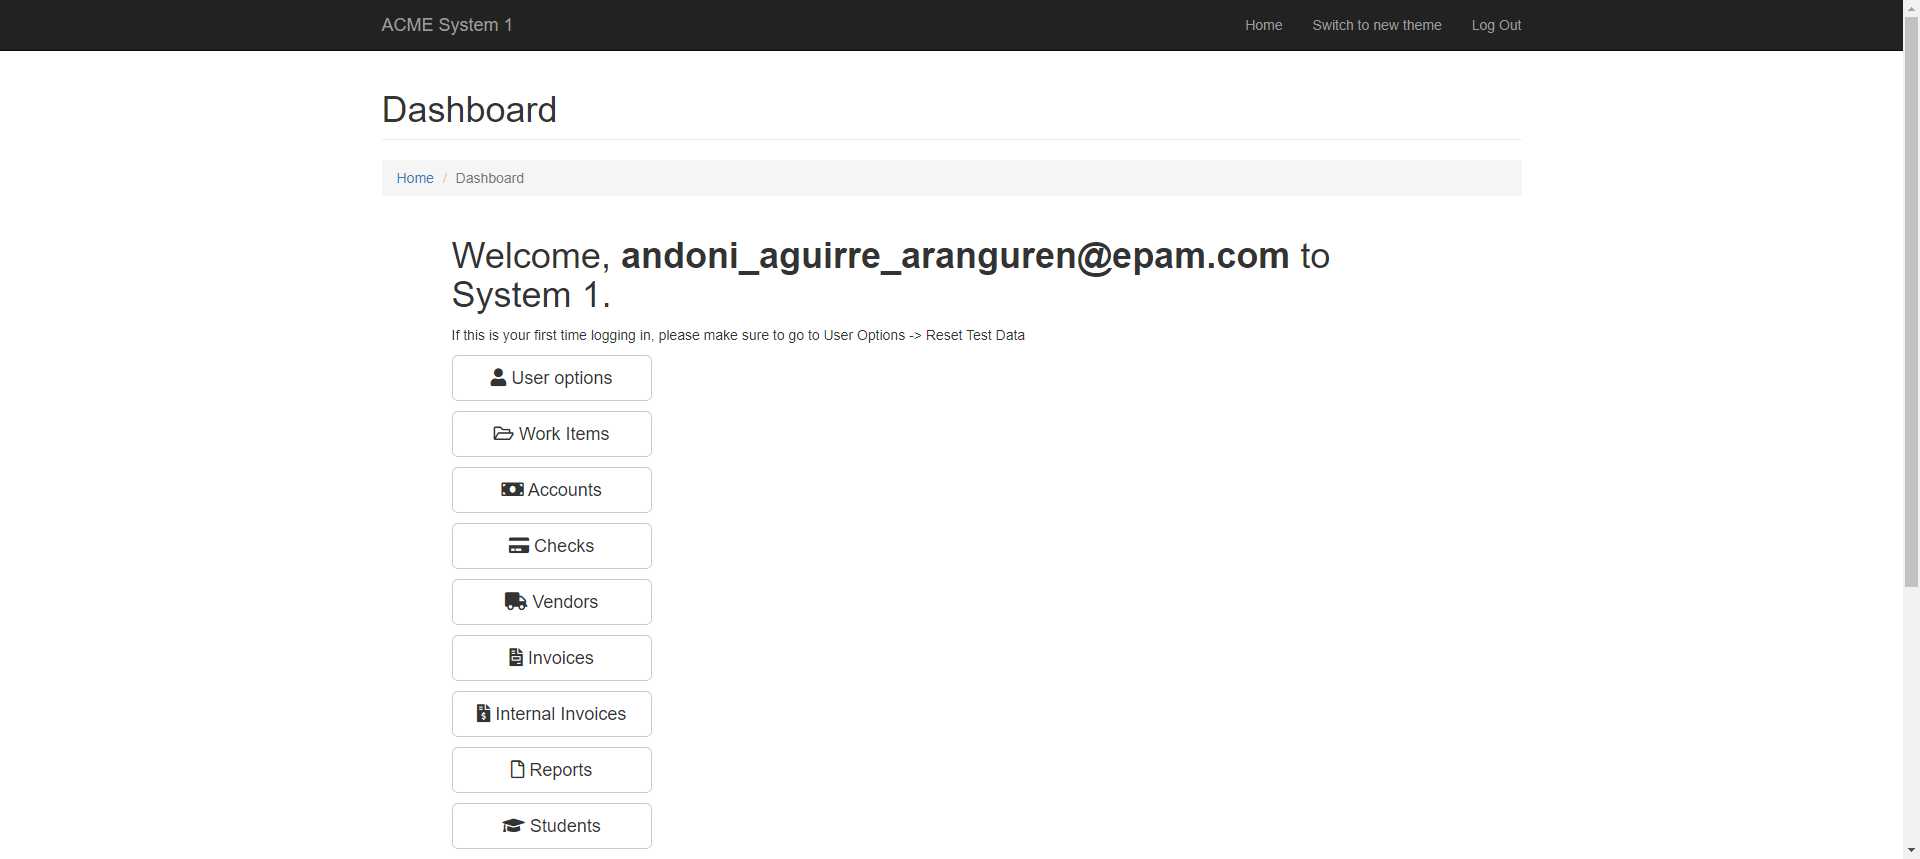 ACME System 1
Home
Switch to new theme
Log Out
Dashboard
Home / Dashboard
Welcome, andoni_aguirre_aranguren@epam.com to
System 1.
If this is your first time logging in, please make sure to go to User Options -> Reset Test Data
User options
Work Items
Accounts
Checks
Vendors
Invoices
Internal Invoices
Reports
Students